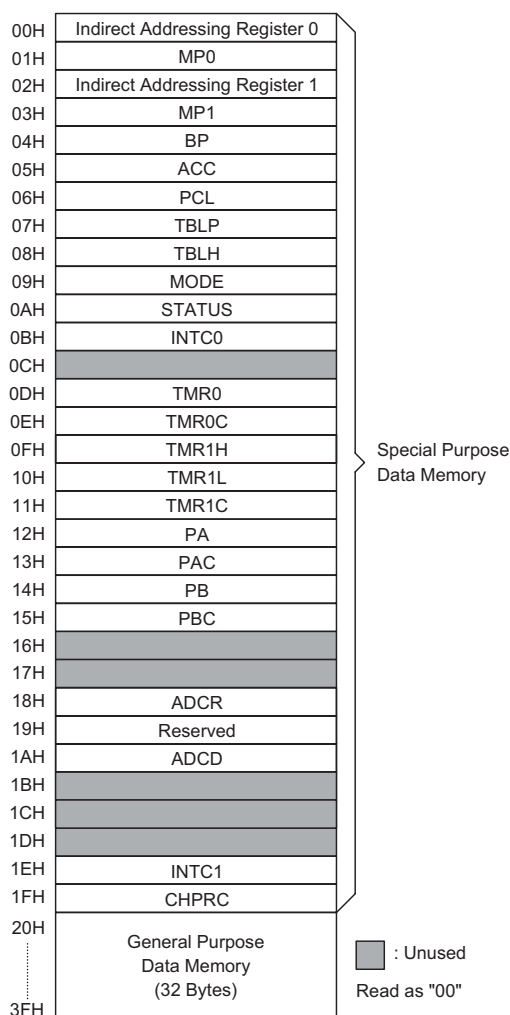 00H Indirect Addressing Register 0
01H MP0
02H Indirect Addressing Register 1
03H MP1
04H BP
05H ACC
06H PCL
07H TBLP
08H TBLH
09H MODE
0AH STATUS
0BH INTC0
0CH
0DH TMR0
0EH TMR0C
0FH TMR1H
10H TMR1L
11H TMR1C
12H PA
13H PAC
14H PB
15H PBC
16H
17H
18H ADCR
19H Reserved
1AH ADCD
1BH
1CH
1DH
1EH INTC1
1FH CHPRC
Special Purpose
Data Memory
20H
General Purpose
Data Memory
(32 Bytes)
3FH
: Unused
Read as "00"